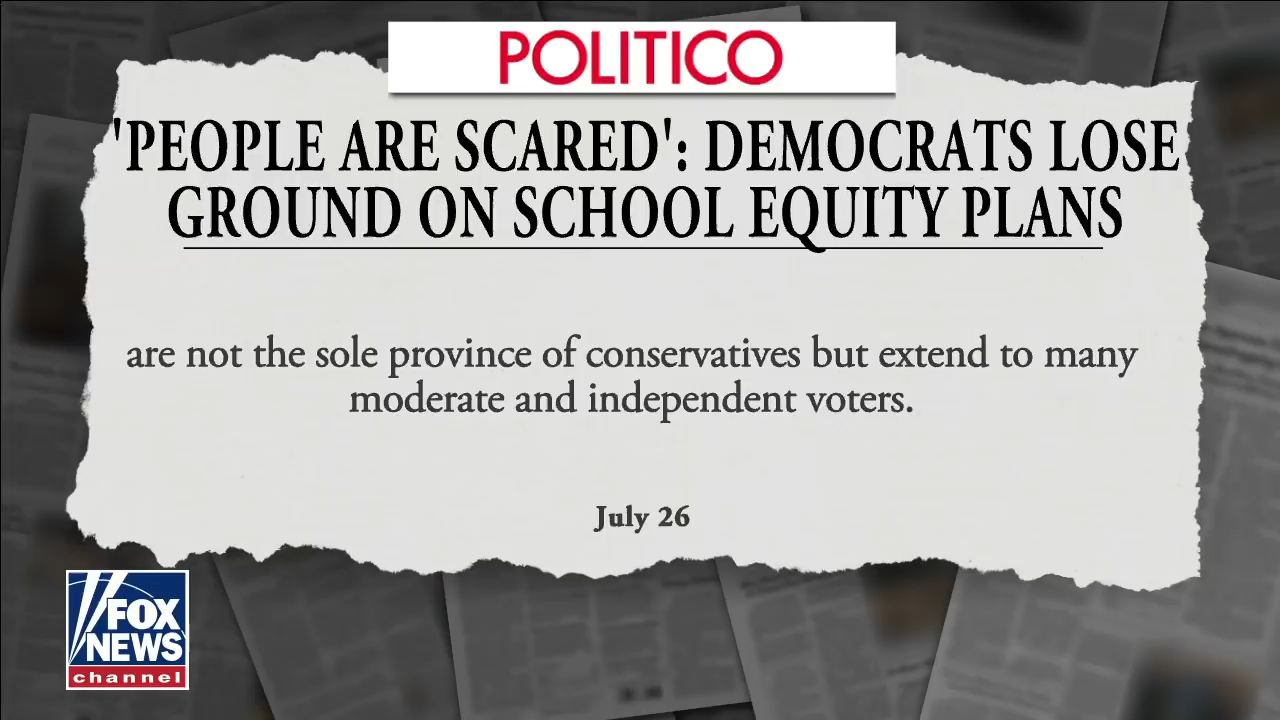 POLITICO
'PEOPLE ARE SCARED': DEMOCRATS LOSE
GROUND ON SCHOOL EQUITY PLANS
are not the sole province of conservatives but extend to many
moderate and independent voters.
July 26
FOX
NEWS
channel